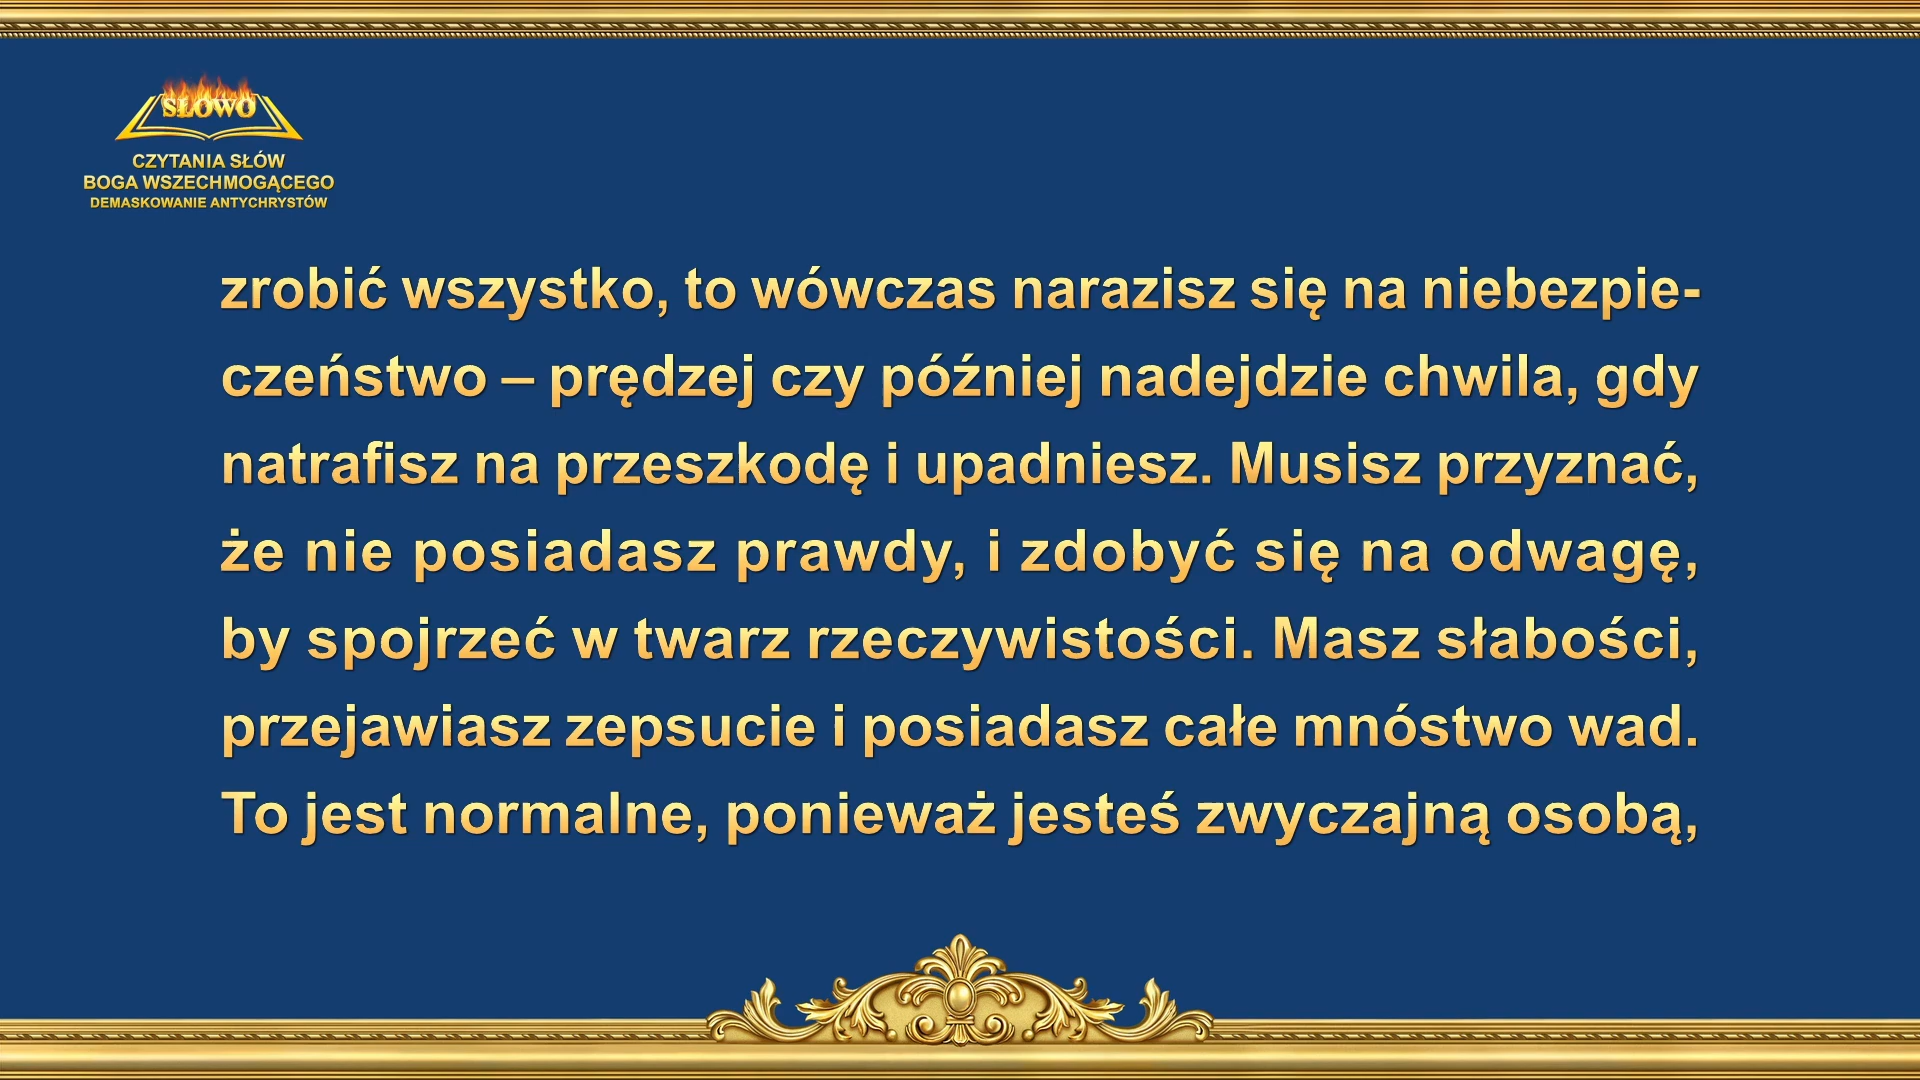 SŁOWO
CZYTANIA SŁÓW
BOGA WSZECHMOGĄCEGO
DEMASKOWANIE ANTYCHRYSTÓW
zrobić wszystko, to wówczas narazisz się na niebezpie-
czeństwo – prędzej czy później nadejdzie chwila, gdy
natrafisz na przeszkodę i upadniesz. Musisz przyznać,
że nie posiadasz prawdy, i zdobyć się na odwagę,
by spojrzeć w twarz rzeczywistości. Masz słabości,
przejawiasz zepsucie i posiadasz całe mnóstwo wad.
To jest normalne, ponieważ jesteś zwyczajną osobą,